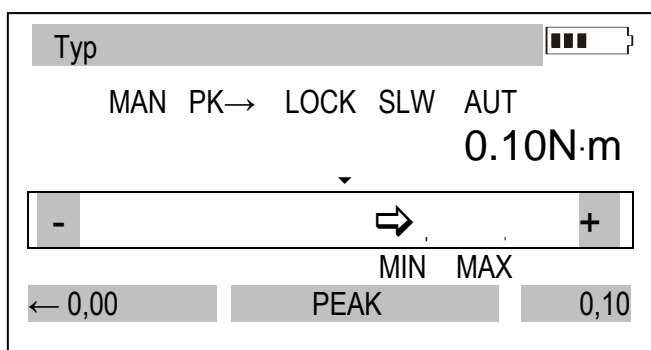 Typ
MAN PK→ LOCK SLW AUT
0.10N·m
- +
MIN MAX
← 0,00 PEAK 0,10